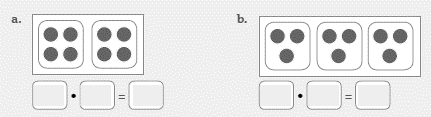 a.
b.
• =
• =